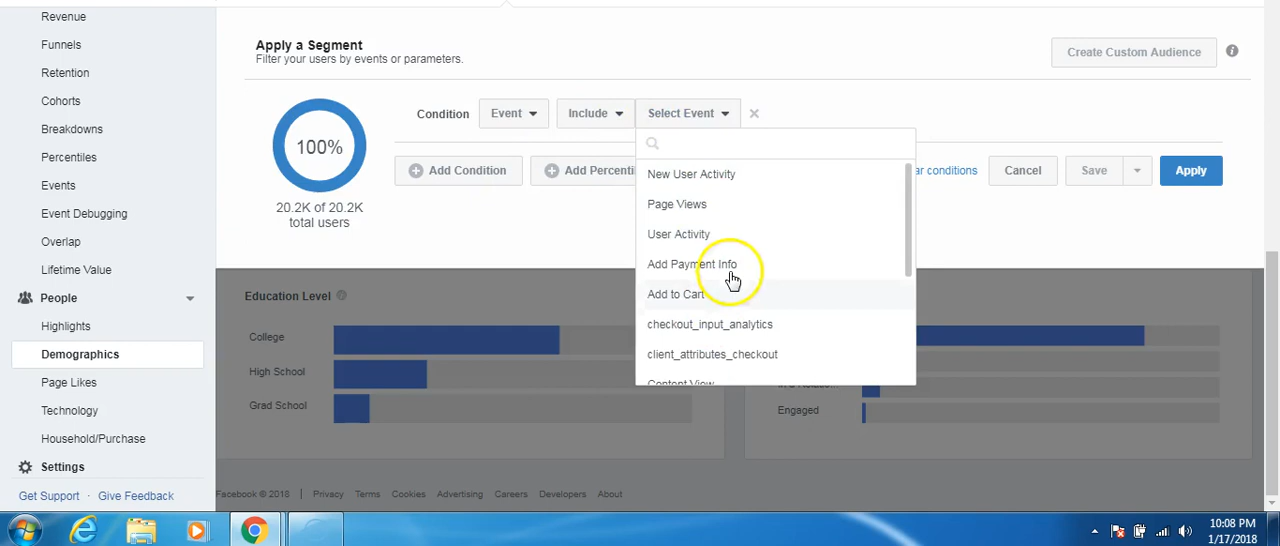 Revenue
Funnels
Retention
Cohorts
Breakdowns
Percentiles
Events
Event Debugging
Overlap
Lifetime Value
People
Highlights
Demographics
Page Likes
Technology
Household/Purchase
Settings
Get Support · Give Feedback
Apply a Segment
Filter your users by events or parameters.
Create Custom Audience
100%
20.2K of 20.2K
total users
Condition Event Include Select Event
Add Condition Add Percenti
ar conditions Cancel Save Apply
New User Activity
Page Views
User Activity
Add Payment Info
Add to Cart
checkout_input_analytics
client_attributes_checkout
Content View
Education Level
College
High School
Grad School
Engaged
Facebook © 2018 Privacy Terms Cookies Advertising Careers Developers About
10:08 PM
1/17/2018